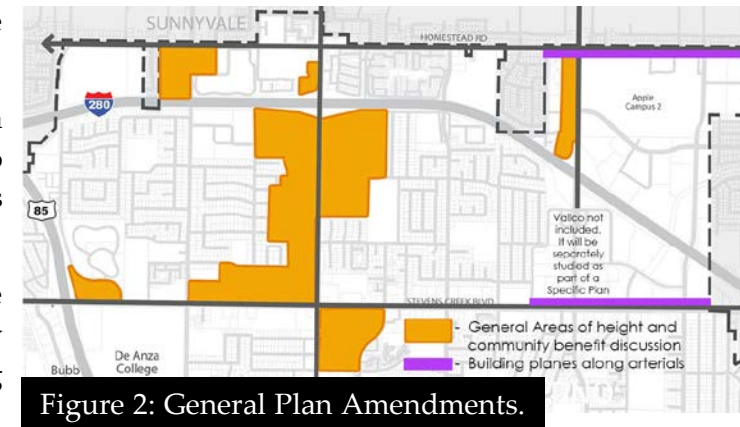 SUNNYVALE
HOMESTEAD RD
280
Apple
Campus 2
85
Vallco not
included.
It will be
separately
studied as
part of a
Specific Plan
STEVENS CREEK BLVD
- General Areas of height and
community benefit discussion
- Building planes along arterials
De Anza
College
Bubb
Figure 2: General Plan Amendments.